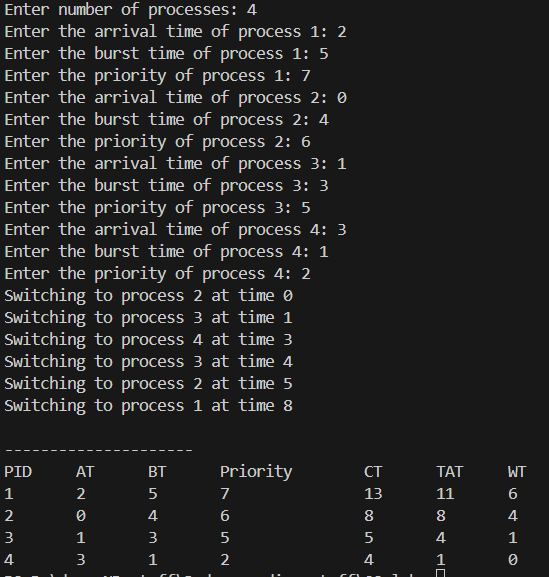 Enter number of processes: 4
Enter the arrival time of process 1: 2
Enter the burst time of process 1: 5
Enter the priority of process 1: 7
Enter the arrival time of process 2: 0
Enter the burst time of process 2: 4
Enter the priority of process 2: 6
Enter the arrival time of process 3: 1
Enter the burst time of process 3: 3
Enter the priority of process 3: 5
Enter the arrival time of process 4: 3
Enter the burst time of process 4: 1
Enter the priority of process 4: 2
Switching to process 2 at time 0
Switching to process 3 at time 1
Switching to process 4 at time 3
Switching to process 3 at time 4
Switching to process 2 at time 5
Switching to process 1 at time 8
---------------------
PID AT BT Priority CT TAT WT
1 2 5 7 13 11 6
2 0 4 6 8 8 4
3 1 3 5 5 4 1
4 3 1 2 4 1 0